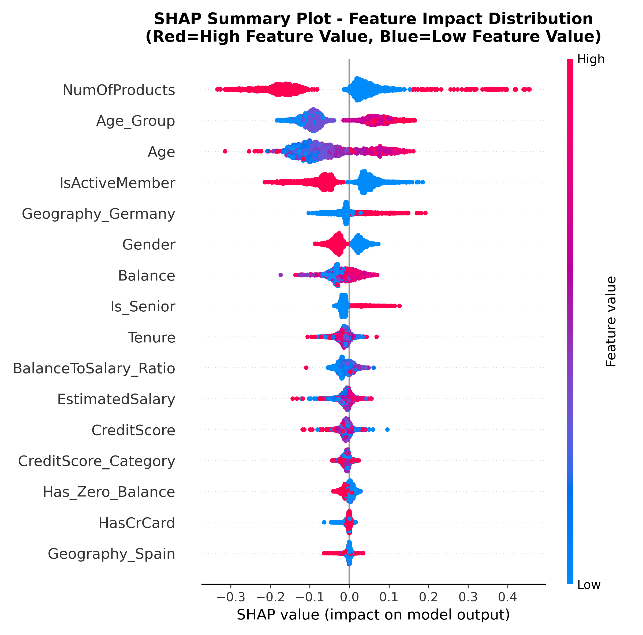 SHAP Summary Plot - Feature Impact Distribution
(Red=High Feature Value, Blue=Low Feature Value)
High
NumOfProducts
Age_Group
Age
IsActiveMember
Geography_Germany
Gender
Balance
Is_Senior
Tenure
BalanceToSalary_Ratio
EstimatedSalary
CreditScore
CreditScore_Category
Has_Zero_Balance
HasCrCard
Geography_Spain
Feature value
Low
−0.3 −0.2 −0.1 0.0 0.1 0.2 0.3 0.4
SHAP value (impact on model output)